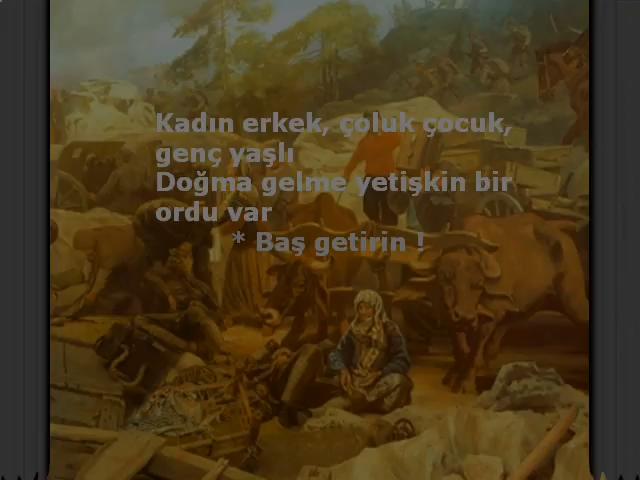 Kadın erkek, çoluk çocuk,
genç yaşlı
Doğma gelme yetişkin bir
ordu var
* Baş getirin !